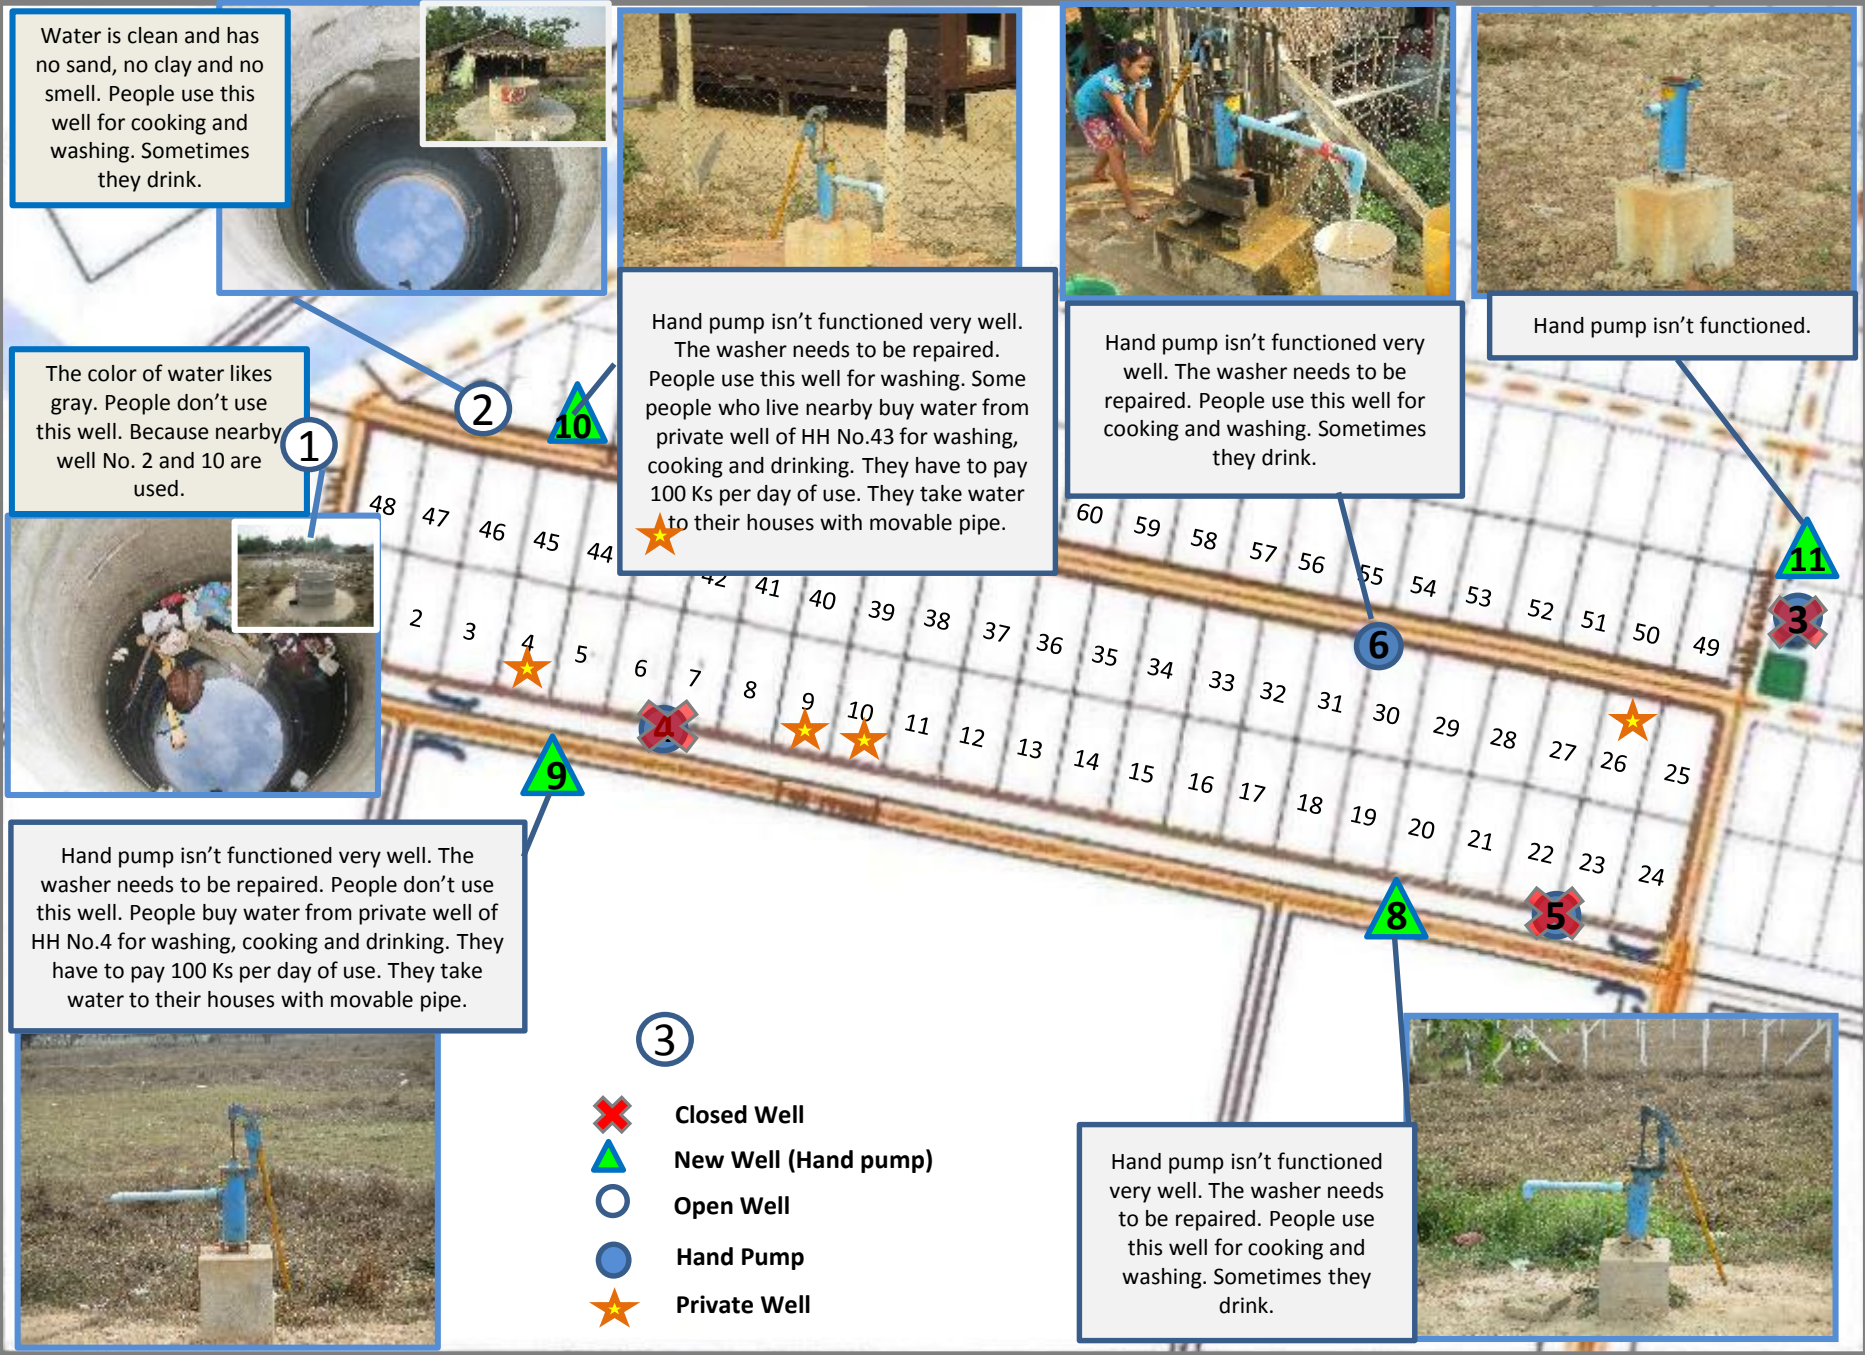 Water is clean and has
no sand, no clay and no
smell. People use this
well for cooking and
washing. Sometimes
they drink.
Hand pump isn’t functioned very well.
The washer needs to be repaired.
People use this well for washing. Some
people who live nearby buy water from
private well of HH No.43 for washing,
cooking and drinking. They have to pay
100 Ks per day of use. They take water
to their houses with movable pipe.
Hand pump isn’t functioned very
well. The washer needs to be
repaired. People use this well for
cooking and washing. Sometimes
they drink.
Hand pump isn’t functioned.
The color of water likes
gray. People don’t use
this well. Because nearby
well No. 2 and 10 are
used.
1
2
10
11
3
6
4
9
8
5
60 59 58 57 56 55 54 53 52 51 50 49
48 47 46 45 44 42 41 40 39 38 37 36 35 34 33 32 31 30 29 28 27 26 25
2 3 4 5 6 7 8 9 10 11 12 13 14 15 16 17 18 19 20 21 22 23 24
Hand pump isn’t functioned very well. The
washer needs to be repaired. People don’t use
this well. People buy water from private well of
HH No.4 for washing, cooking and drinking. They
have to pay 100 Ks per day of use. They take
water to their houses with movable pipe.
3
Closed Well
New Well (Hand pump)
Open Well
Hand Pump
Private Well
Hand pump isn’t functioned
very well. The washer needs
to be repaired. People use
this well for cooking and
washing. Sometimes they
drink.